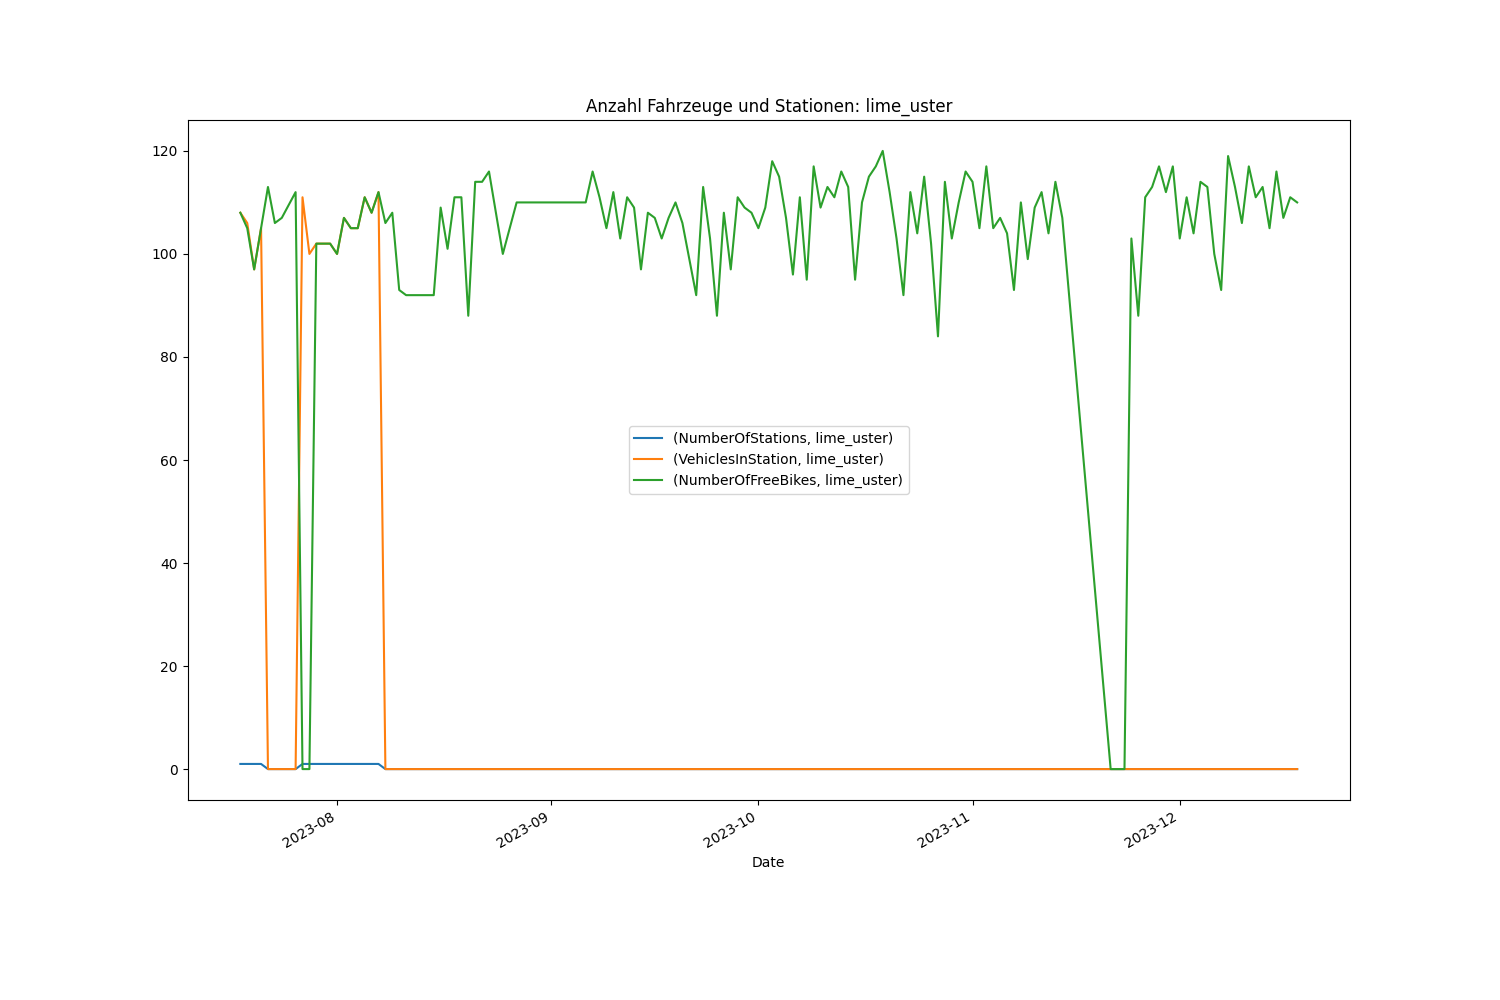 Anzahl Fahrzeuge und Stationen: lime_uster
120
100
80
60
40
20
0
(NumberOfStations, lime_uster)
(VehiclesInStation, lime_uster)
(NumberOfFreeBikes, lime_uster)
2023-08
2023-09
2023-10
2023-11
2023-12
Date